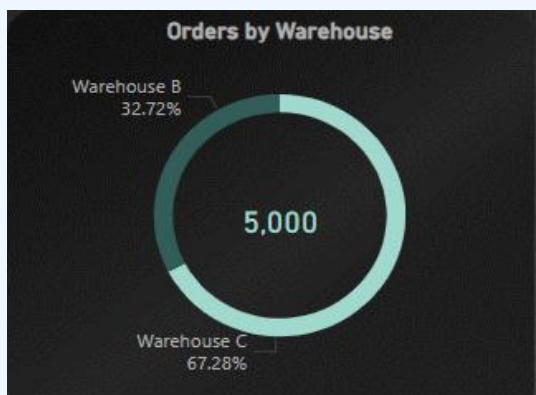 Orders by Warehouse
Warehouse B
32.72%
5,000
Warehouse C
67.28%